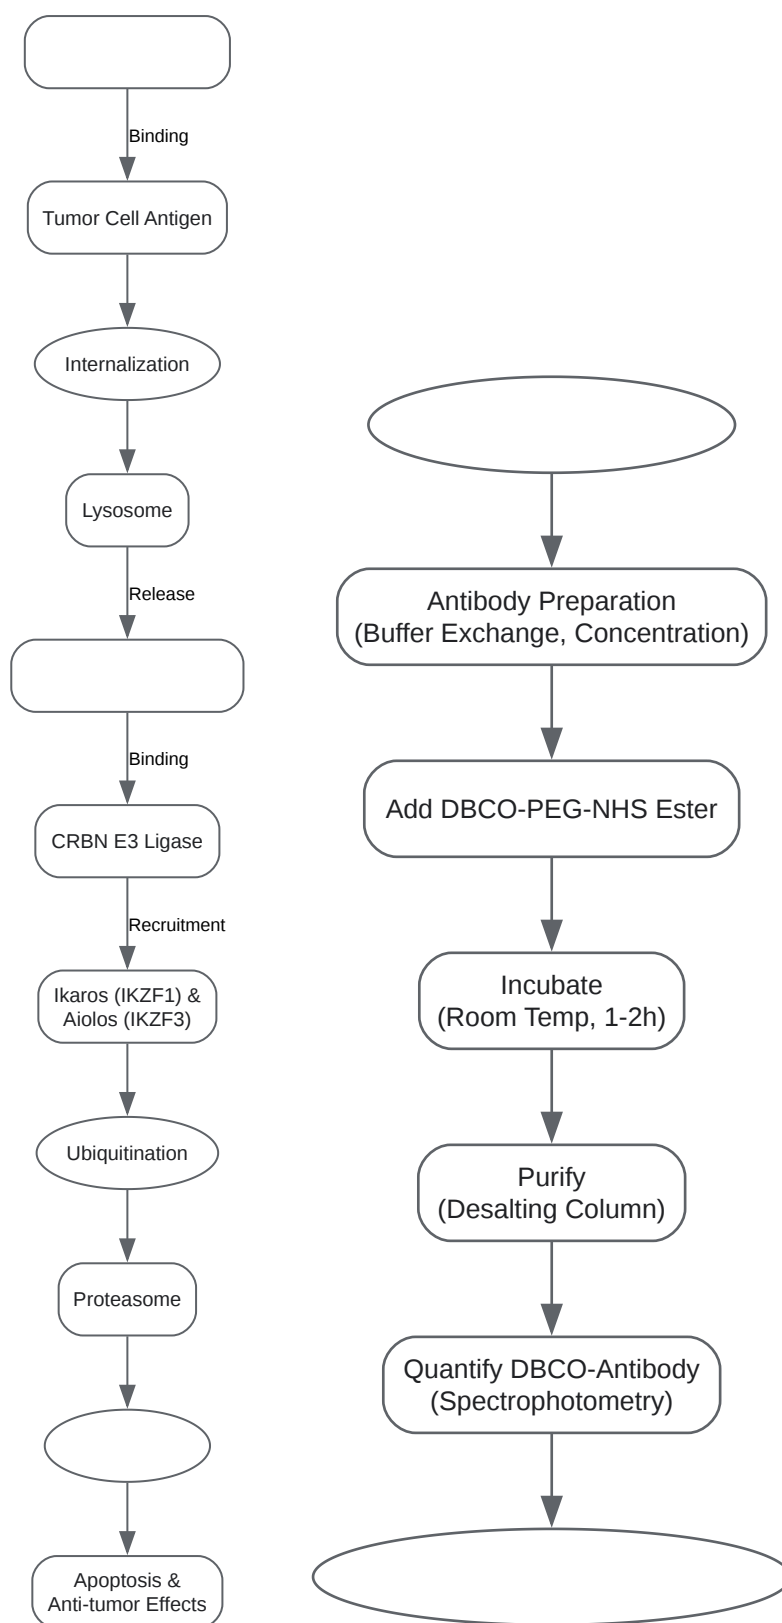 Binding
Tumor Cell Antigen
Internalization
Lysosome
Release
Binding
CRBN E3 Ligase
Recruitment
Ikaros (IKZF1) &
Aiolos (IKZF3)
Ubiquitination
Proteasome
Apoptosis &
Anti-tumor Effects
Antibody Preparation
(Buffer Exchange, Concentration)
Add DBCO-PEG-NHS Ester
Incubate
(Room Temp, 1-2h)
Purify
(Desalting Column)
Quantify DBCO-Antibody
(Spectrophotometry)